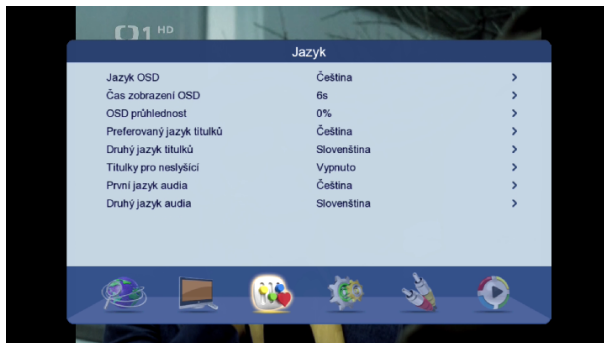 1 HD
Jazyk
Jazyk OSD Čeština >
Čas zobrazení OSD 6s >
OSD průhlednost 0% >
Preferovaný jazyk titulků Čeština >
Druhý jazyk titulků Slovenština >
Titulky pro neslyšící Vypnuto >
První jazyk audia Čeština >
Druhý jazyk audia Slovenština >